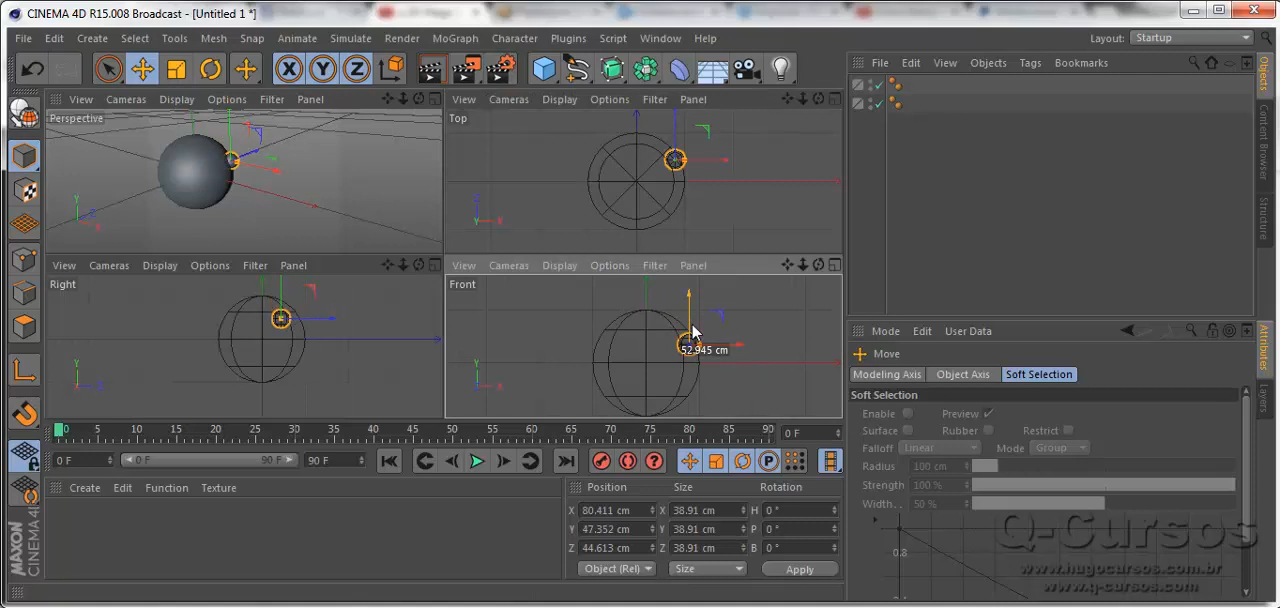 CINEMA 4D R15.008 Broadcast - [Untitled 1 *]
File Edit Create Select Tools Mesh Snap Animate Simulate Render MoGraph Character Plugins Script Window Help Layout: Startup
X Y Z
View Cameras Display Options Filter Panel
Perspective
Y Z X
View Cameras Display Options Filter Panel
Top
Z Y X
View Cameras Display Options Filter Panel
Right
Y X Z
View Cameras Display Options Filter Panel
Front
52.945 cm
Y Z X
File Edit View Objects Tags Bookmarks
Objects
Content Browser
Structure
Mode Edit User Data
Attributes
Layers
Move
Modeling Axis Object Axis Soft Selection
Soft Selection
Enable Preview
Surface Rubber Restrict
Falloff Linear Mode Group
Radius 100 cm
Strength 100 %
Width. 50 %
0.8
0 5 10 15 20 25 30 35 40 45 50 55 60 65 70 75 80 85 90 0 F
0 F 0 F 90 F 90 F
P
Create Edit Function Texture
Position Size Rotation
X 80.411 cm X 38.91 cm H 0 °
Y 47.352 cm Y 38.91 cm P 0 °
Z 44.613 cm Z 38.91 cm B 0 °
Object (Rel) Size Apply
MAXON
CINEMA 4D
Q-Cursos
www.hugocursos.com.br
www.q-cursos.com